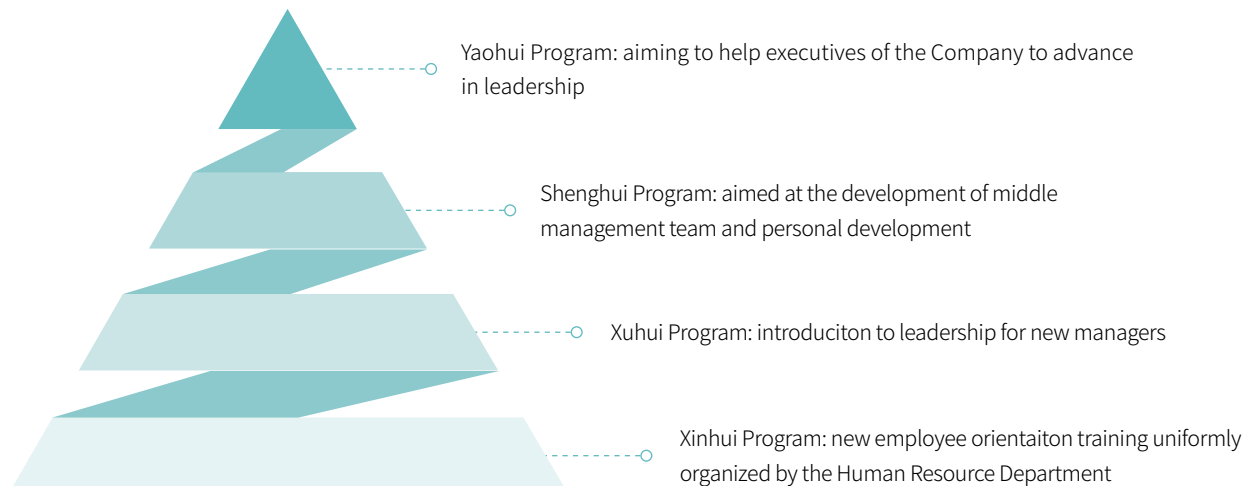 Yaohui Program: aiming to help executives of the Company to advance
in leadership
Shenghui Program: aimed at the development of middle
management team and personal development
Xuhui Program: introduciton to leadership for new managers
Xinhui Program: new employee orientaiton training uniformly
organized by the Human Resource Department